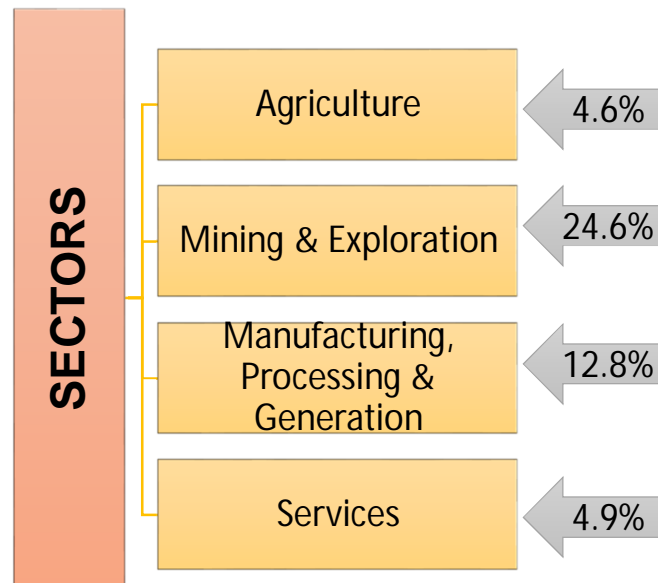 SECTORS
Agriculture
4.6%
Mining & Exploration
24.6%
Manufacturing,
Processing &
Generation
12.8%
Services
4.9%